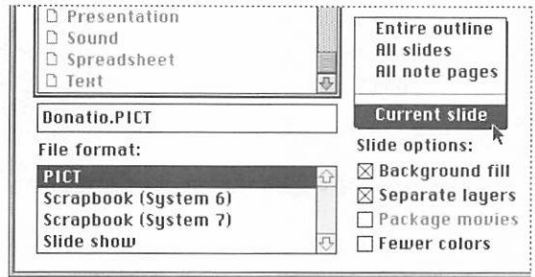 Presentation
Sound
Spreadsheet
Text
Donatio.PICT
File format:
PICT
Scrapbook (System 6)
Scrapbook (System 7)
Slide show
Entire outline
All slides
All note pages
Current slide
Slide options:
Background fill
Separate layers
Package movies
Fewer colors